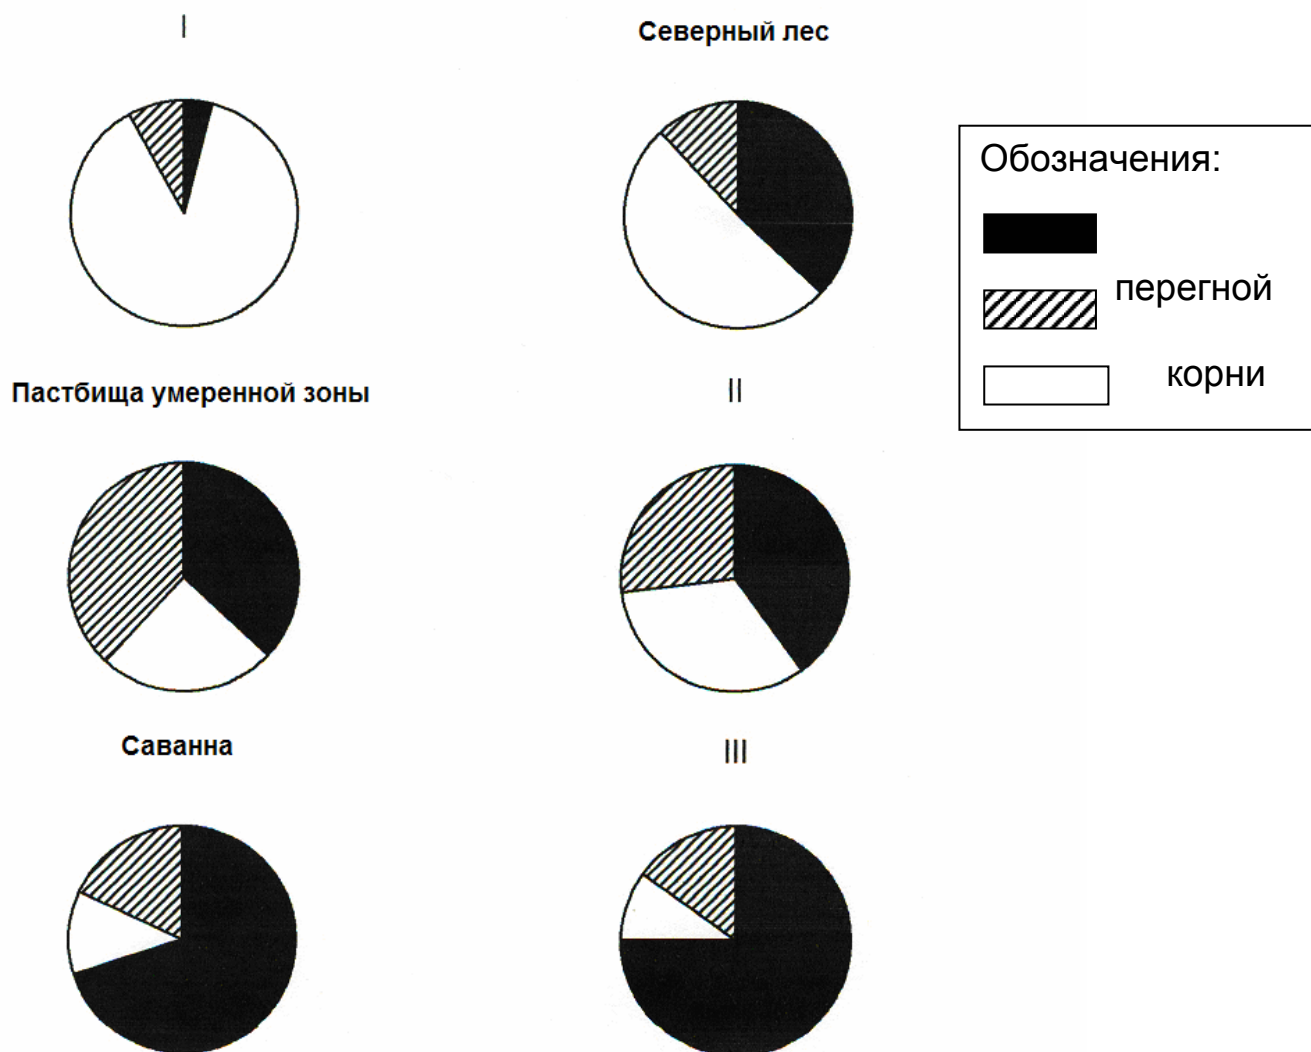 I
Северный лес
Обозначения:
перегной
корни
Пастбища умеренной зоны
II
Саванна
III